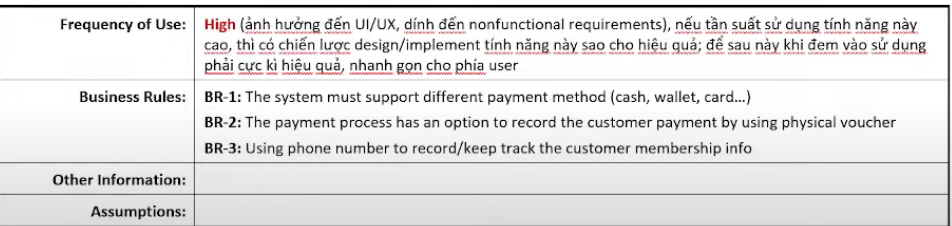 Frequency of Use: High (ảnh hưởng đến UI/UX, dính đến nonfunctional requirements), nếu tần suất sử dụng tính năng này
cao, thì có chiến lược design/implement tính năng này sao cho hiệu quả; để sau này khi đem vào sử dụng
phải cực kì hiệu quả, nhanh gọn cho phía user
Business Rules: BR-1: The system must support different payment method (cash, wallet, card...)
BR-2: The payment process has an option to record the customer payment by using physical voucher
BR-3: Using phone number to record/keep track the customer membership info
Other Information:
Assumptions: